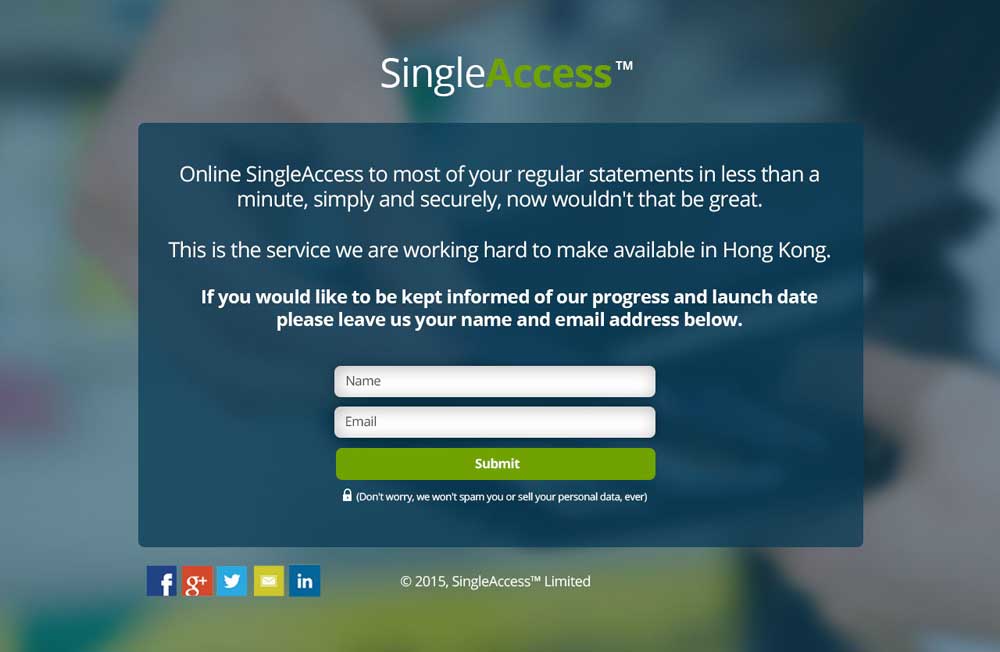 SingleAccess™
Online SingleAccess to most of your regular statements in less than a
minute, simply and securely, now wouldn't that be great.
This is the service we are working hard to make available in Hong Kong.
If you would like to be kept informed of our progress and launch date
please leave us your name and email address below.
Name
Email
Submit
(Don't worry, we won't spam you or sell your personal data, ever)
f g+ in © 2015, SingleAccess™ Limited